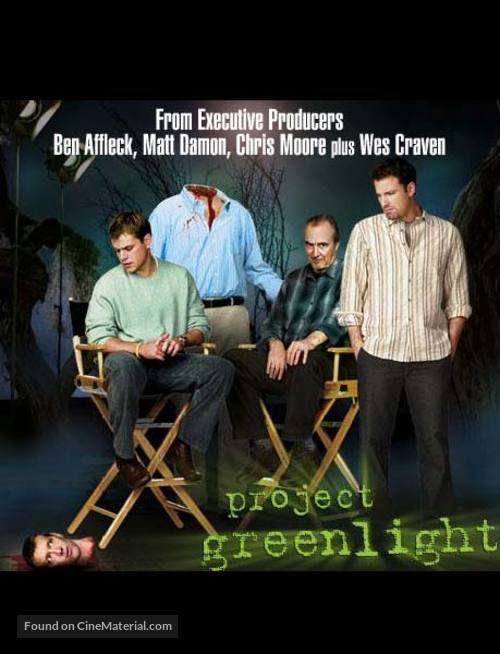 From Executive Producers
Ben Affleck, Matt Damon, Chris Moore plus Wes Craven
project
greenlight
Found on CineMaterial.com